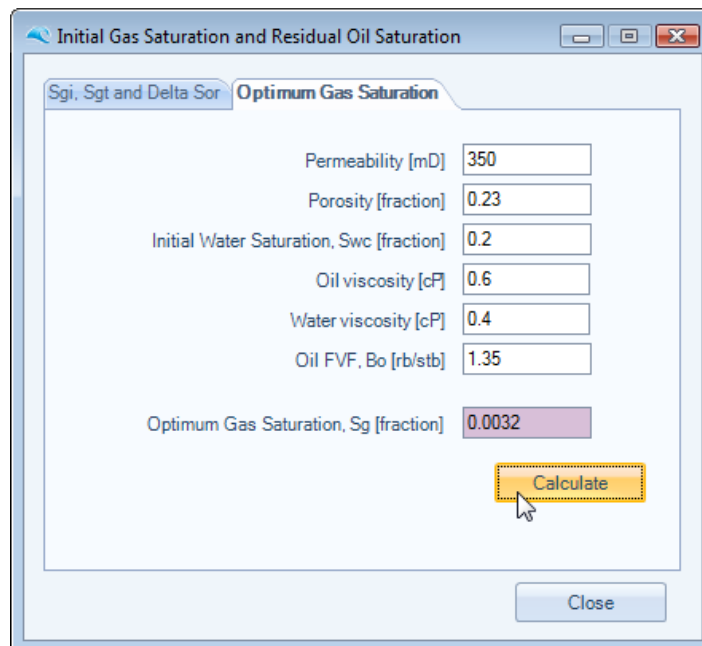 Initial Gas Saturation and Residual Oil Saturation
Sgi, Sgt and Delta Sor Optimum Gas Saturation
Permeability [mD] 350
Porosity [fraction] 0.23
Initial Water Saturation, Swc [fraction] 0.2
Oil viscosity [cP] 0.6
Water viscosity [cP] 0.4
Oil FVF, Bo [rb/stb] 1.35
Optimum Gas Saturation, Sg [fraction] 0.0032
Calculate
Close